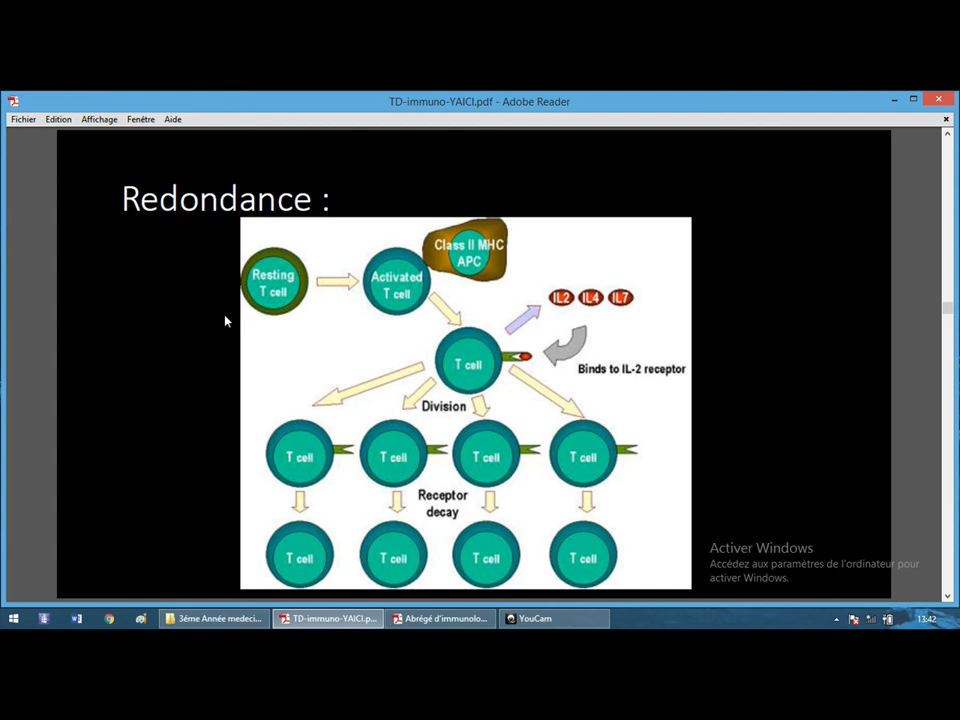 TD-immuno-YAICI.pdf - Adobe Reader
Fichier Edition Affichage Fenêtre Aide
Redondance :
Class II MHC
APC
Resting
T cell
Activated
T cell
IL2 IL4 IL7
T cell
Binds to IL-2 receptor
Division
T cell T cell T cell T cell
Receptor
decay
T cell T cell T cell T cell
Activer Windows
Accédez aux paramètres de l'ordinateur pour
activer Windows.
3éme Année medeci... TD-immuno-YAICI.p... Abrégé d'immunolo... YouCam 13:42